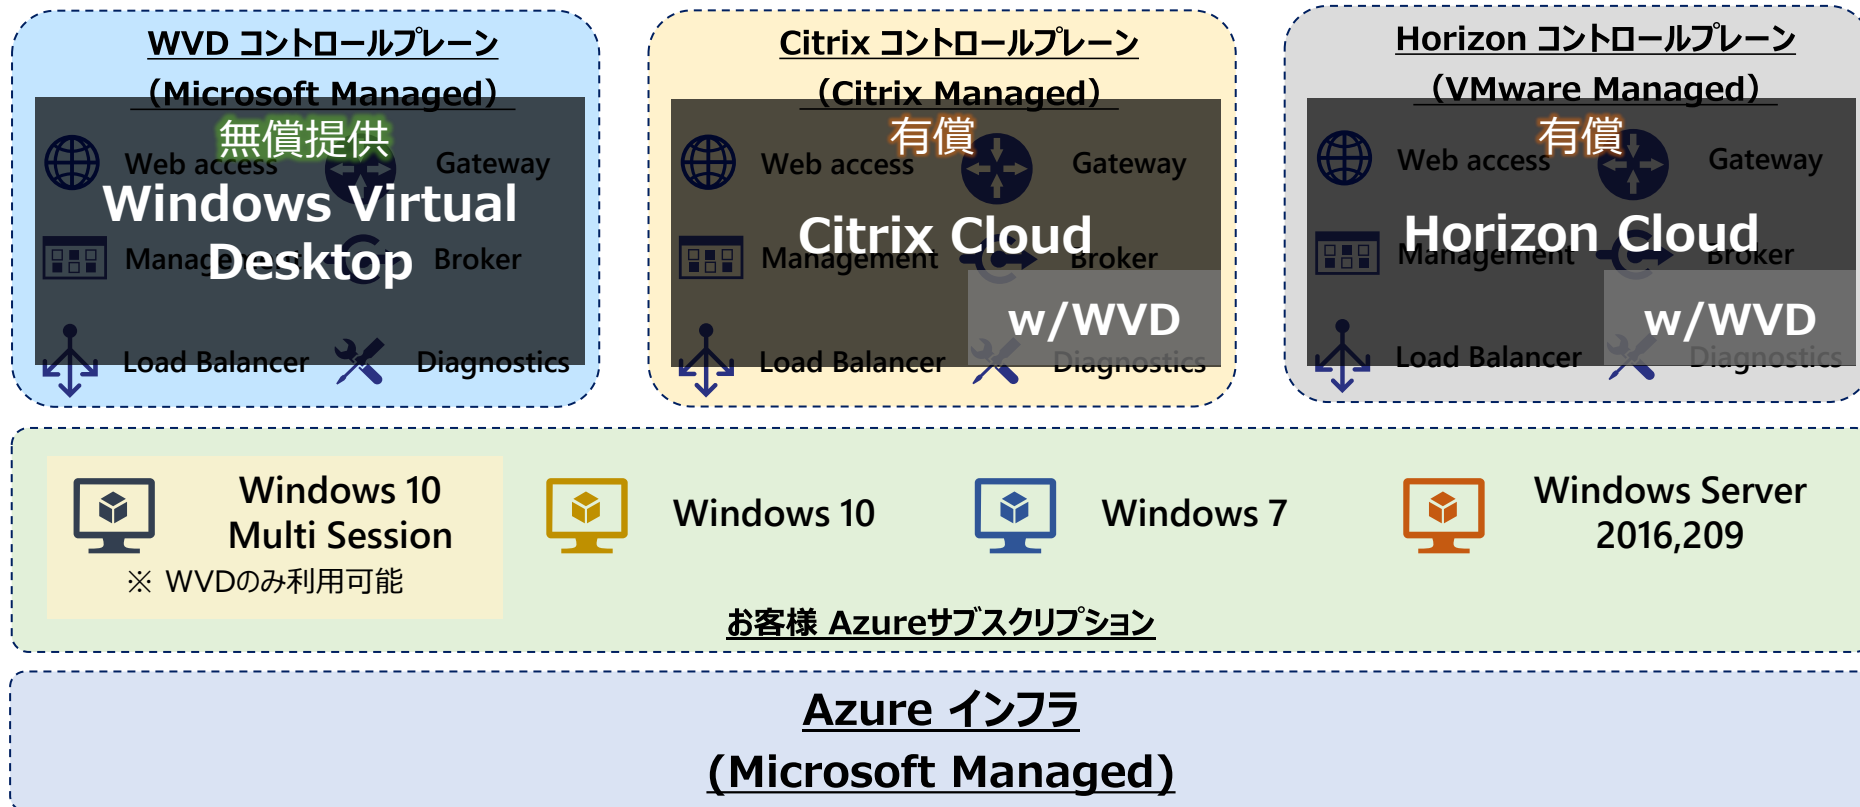 WVD コントロールプレーン
（Microsoft Managed）
無償提供
Web access
Gateway
Windows Virtual
Desktop
Management
Broker
Load Balancer
Diagnostics
Citrix コントロールプレーン
（Citrix Managed）
有償
Web access
Gateway
Citrix Cloud
Management
Broker
w/WVD
Load Balancer
Diagnostics
Horizon コントロールプレーン
（VMware Managed）
有償
Web access
Gateway
Horizon Cloud
Management
Broker
w/WVD
Load Balancer
Diagnostics
Windows 10
Multi Session
※ WVDのみ利用可能
Windows 10
Windows 7
Windows Server
2016,209
お客様 Azureサブスクリプション
Azure インフラ
(Microsoft Managed)